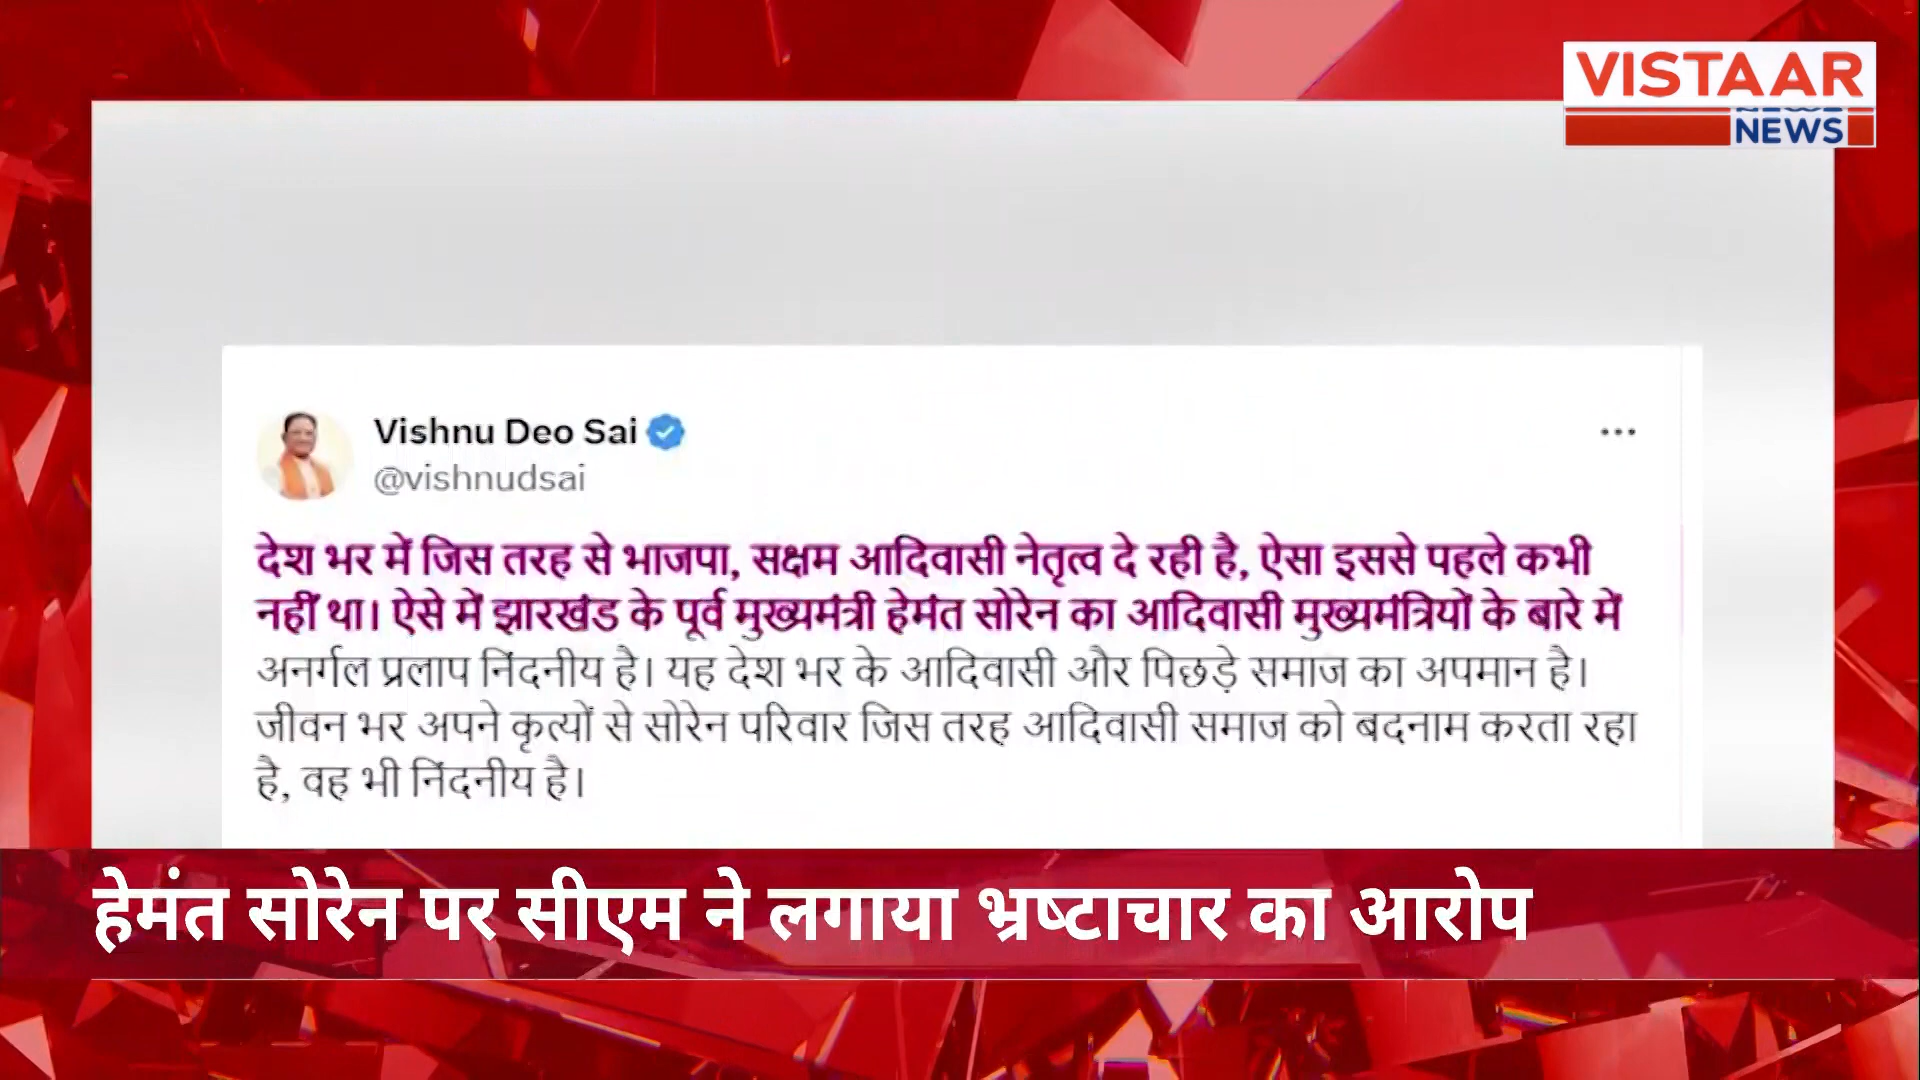 VISTAAR
NEWS
Vishnu Deo Sai
@vishnudsai
देश भर में जिस तरह से भाजपा, सक्षम आदिवासी नेतृत्व दे रही है, ऐसा इससे पहले कभी
नहीं था। ऐसे में झारखंड के पूर्व मुख्यमंत्री हेमंत सोरेन का आदिवासी मुख्यमंत्रियों के बारे में
अनर्गल प्रलाप निंदनीय है। यह देश भर के आदिवासी और पिछड़े समाज का अपमान है।
जीवन भर अपने कृत्यों से सोरेन परिवार जिस तरह आदिवासी समाज को बदनाम करता रहा
है, वह भी निंदनीय है।
हेमंत सोरेन पर सीएम ने लगाया भ्रष्टाचार का आरोप